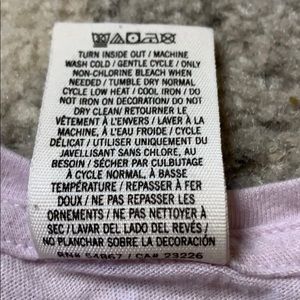 TURN INSIDE OUT / MACHINE
WASH COLD / GENTLE CYCLE / ONLY
NON-CHLORINE BLEACH WHEN
NEEDED / TUMBLE DRY NORMAL
CYCLE LOW HEAT / COOL IRON / DO
NOT IRON ON DECORATION/ DO NOT
DRY CLEAN/ RETOURNER LE
VÊTEMENT À L'ENVERS / LAVER À LA
MACHINE, À L'EAU FROIDE / CYCLE
DÉLICAT / UTILISER UNIQUEMENT DU
JAVELLISANT SANS CHLORE, AU
BESOIN / SÉCHER PAR CULBUTAGE
À CYCLE NORMAL, À BASSE
TEMPÉRATURE / REPASSER À FER
DOUX / NE PAS REPASSER LES
ORNEMENTS / NE PAS NETTOYER À
SEC / LAVAR DEL LADO DEL REVÉS /
NO PLANCHAR SOBRE LA DECORACIÓN
RN# 54867 / CA# 23226